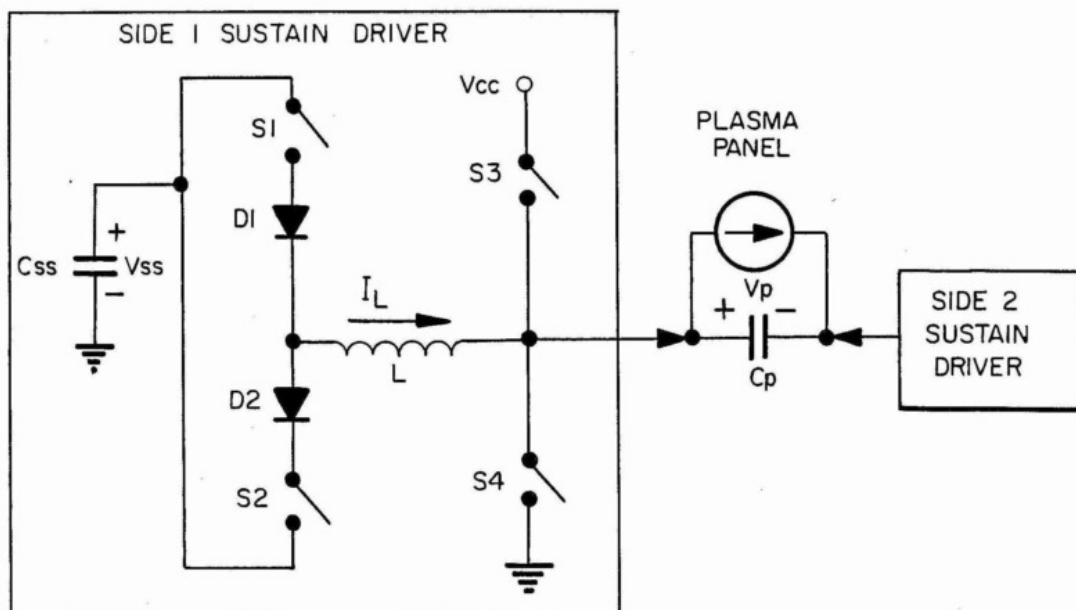 SIDE 1 SUSTAIN DRIVER
S1
D1
Css
+
Vss
-
D2
S2
IL
L
Vcc
S3
S4
PLASMA
PANEL
Vp
+
-
Cp
SIDE 2
SUSTAIN
DRIVER